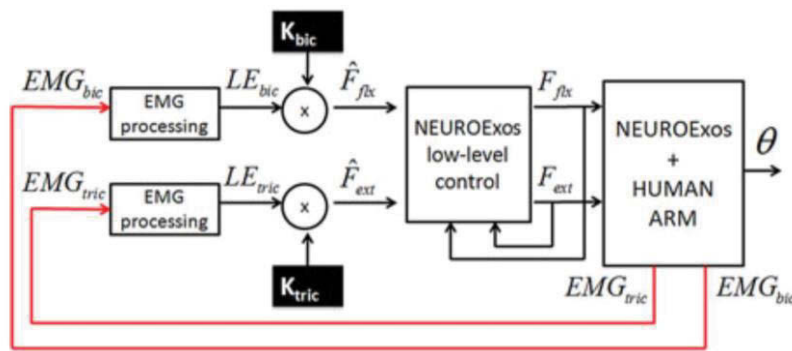 K_bic
EMG_bic
EMG
processing
LE_bic
x
F̂_flx
NEUROExos
low-level
control
F_flx
F_ext
NEUROExos
+
HUMAN
ARM
θ
EMG_tric
EMG
processing
LE_tric
x
F̂_ext
K_tric
EMG_tric
EMG_bic